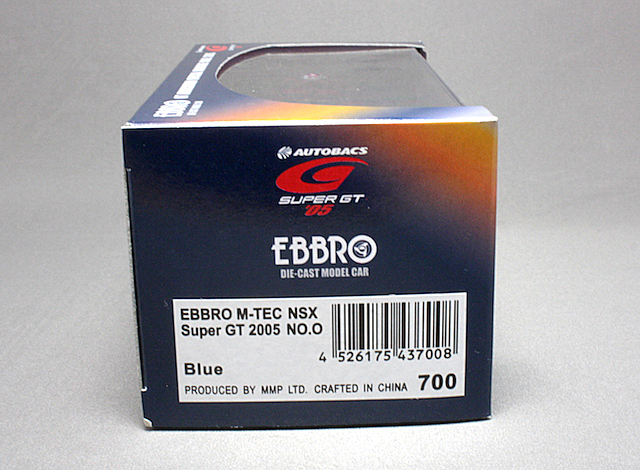 EBBRO
AUTOBACS
SUPER GT
'05
EBBRO
DIE-CAST MODEL CAR
EBBRO M-TEC NSX
Super GT 2005 NO.O
4 526175 437008
Blue
PRODUCED BY MMP LTD. CRAFTED IN CHINA 700